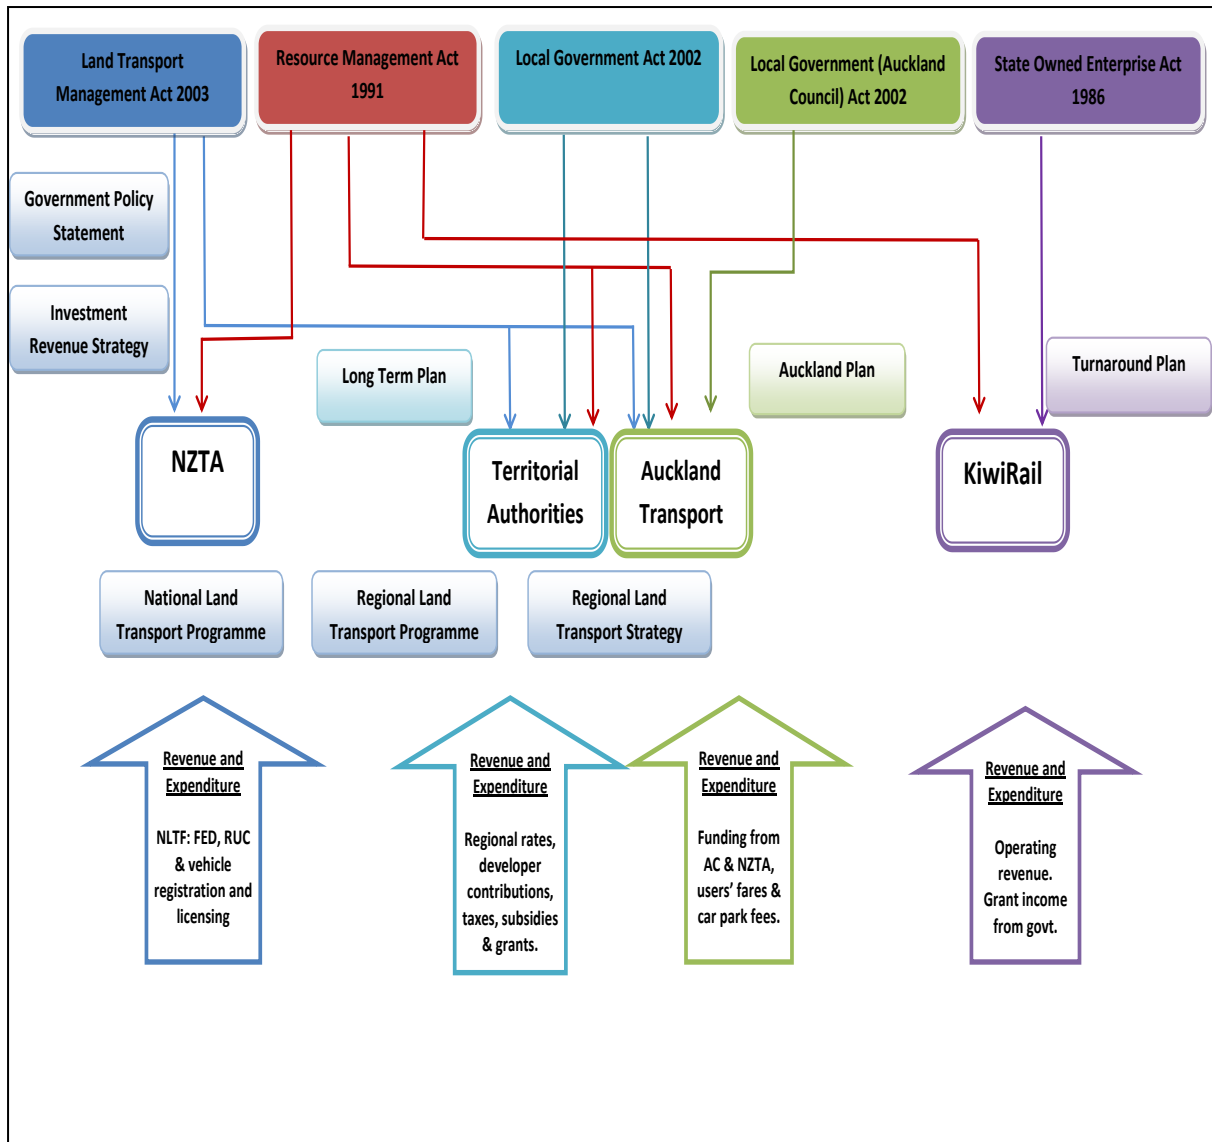 Land Transport
Management Act 2003
Resource Management Act
1991
Local Government Act 2002
Local Government (Auckland
Council) Act 2002
State Owned Enterprise Act
1986
Government Policy
Statement
Investment
Revenue Strategy
Long Term Plan
Auckland Plan
Turnaround Plan
NZTA
Territorial
Authorities
Auckland
Transport
KiwiRail
National Land
Transport Programme
Regional Land
Transport Programme
Regional Land
Transport Strategy
Revenue and
Expenditure
NLTF: FED, RUC
& vehicle
registration and
licensing
Revenue and
Expenditure
Regional rates,
developer
contributions,
taxes, subsidies
& grants.
Revenue and
Expenditure
Funding from
AC & NZTA,
users’ fares &
car park fees.
Revenue and
Expenditure
Operating
revenue.
Grant income
from govt.